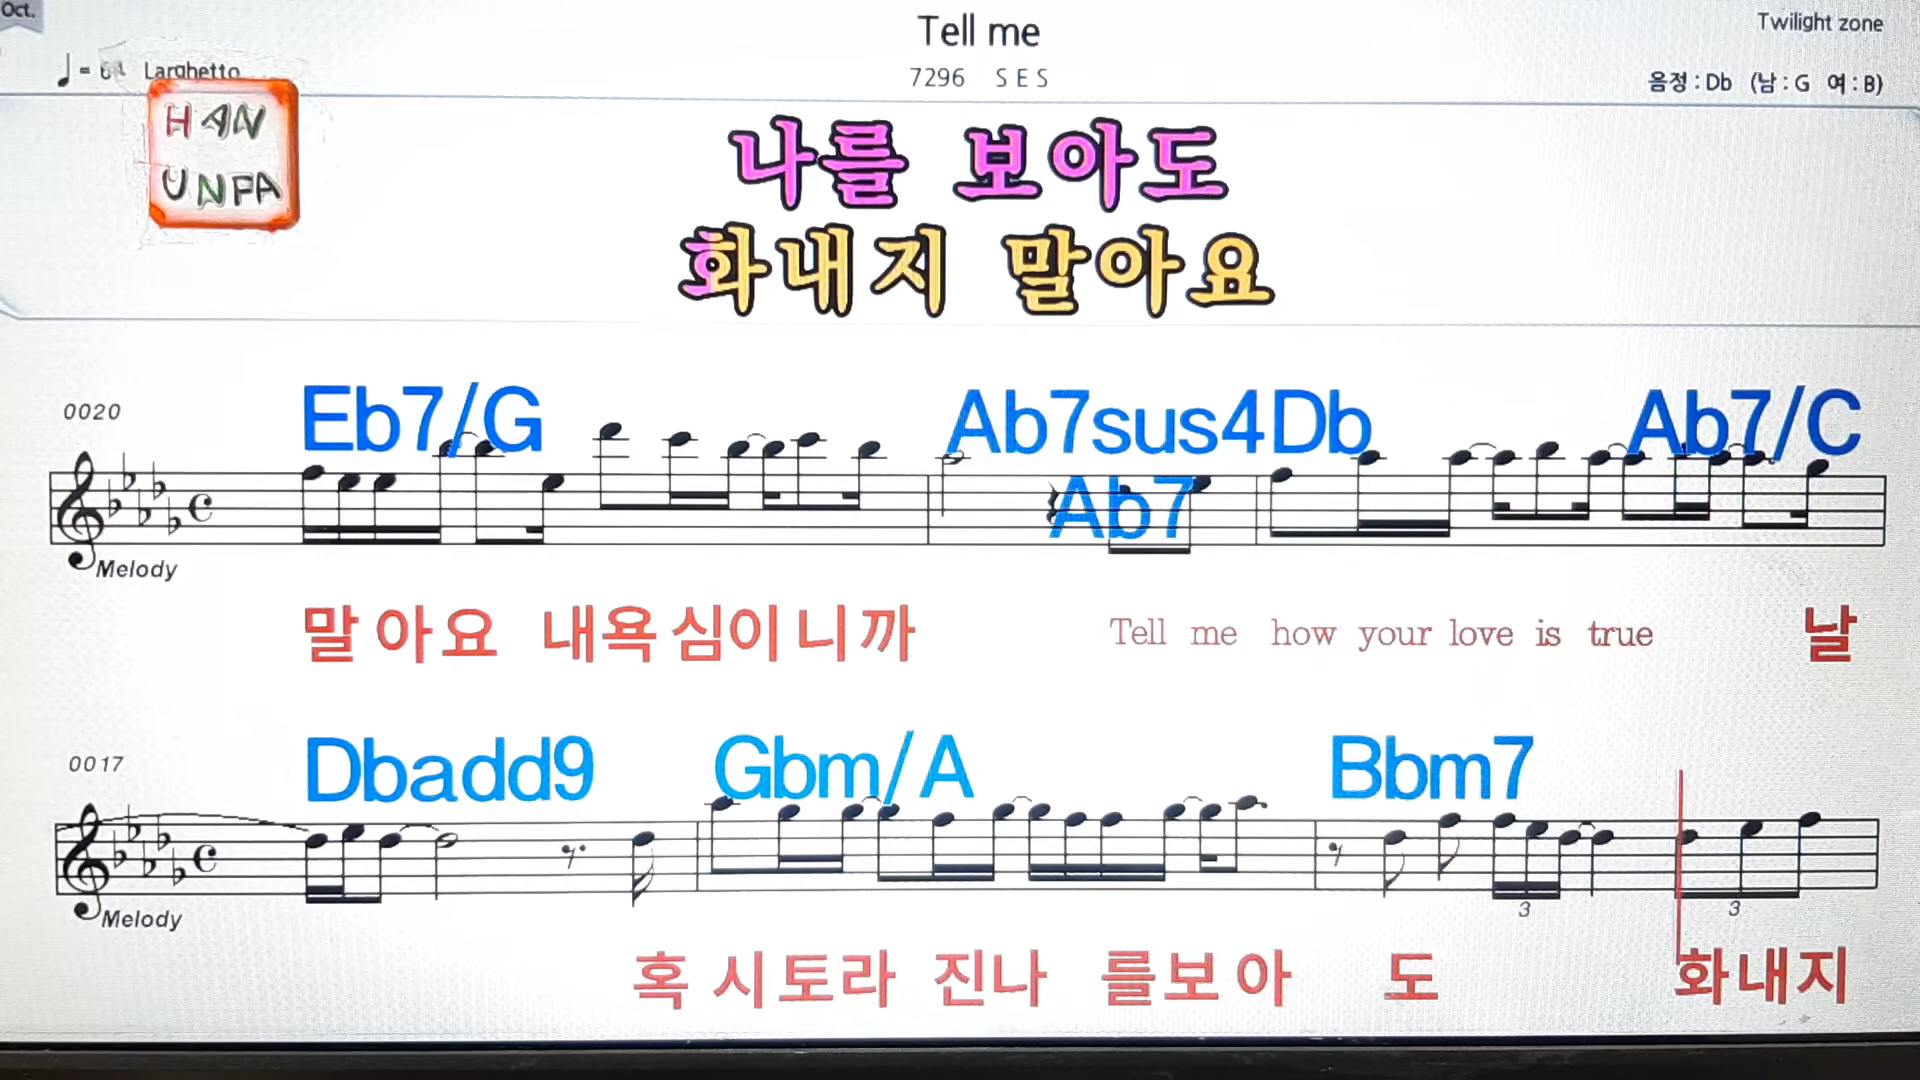 Oct.
Tell me
Twilight zone
Larghetto
7296 S E S
음정 : Db (남 : G 여 : B)
HAN
UNPA
나를 보아도
화내지 말아요
0020
Eb7/G Ab7sus4 Db Ab7/C
Ab7
Melody
말아요 내욕심이니까 Tell me how your love is true 날
0017
Dbadd9 Gbm/A Bbm7
3 3
Melody
혹시토라 진나 를보아 도 화내지